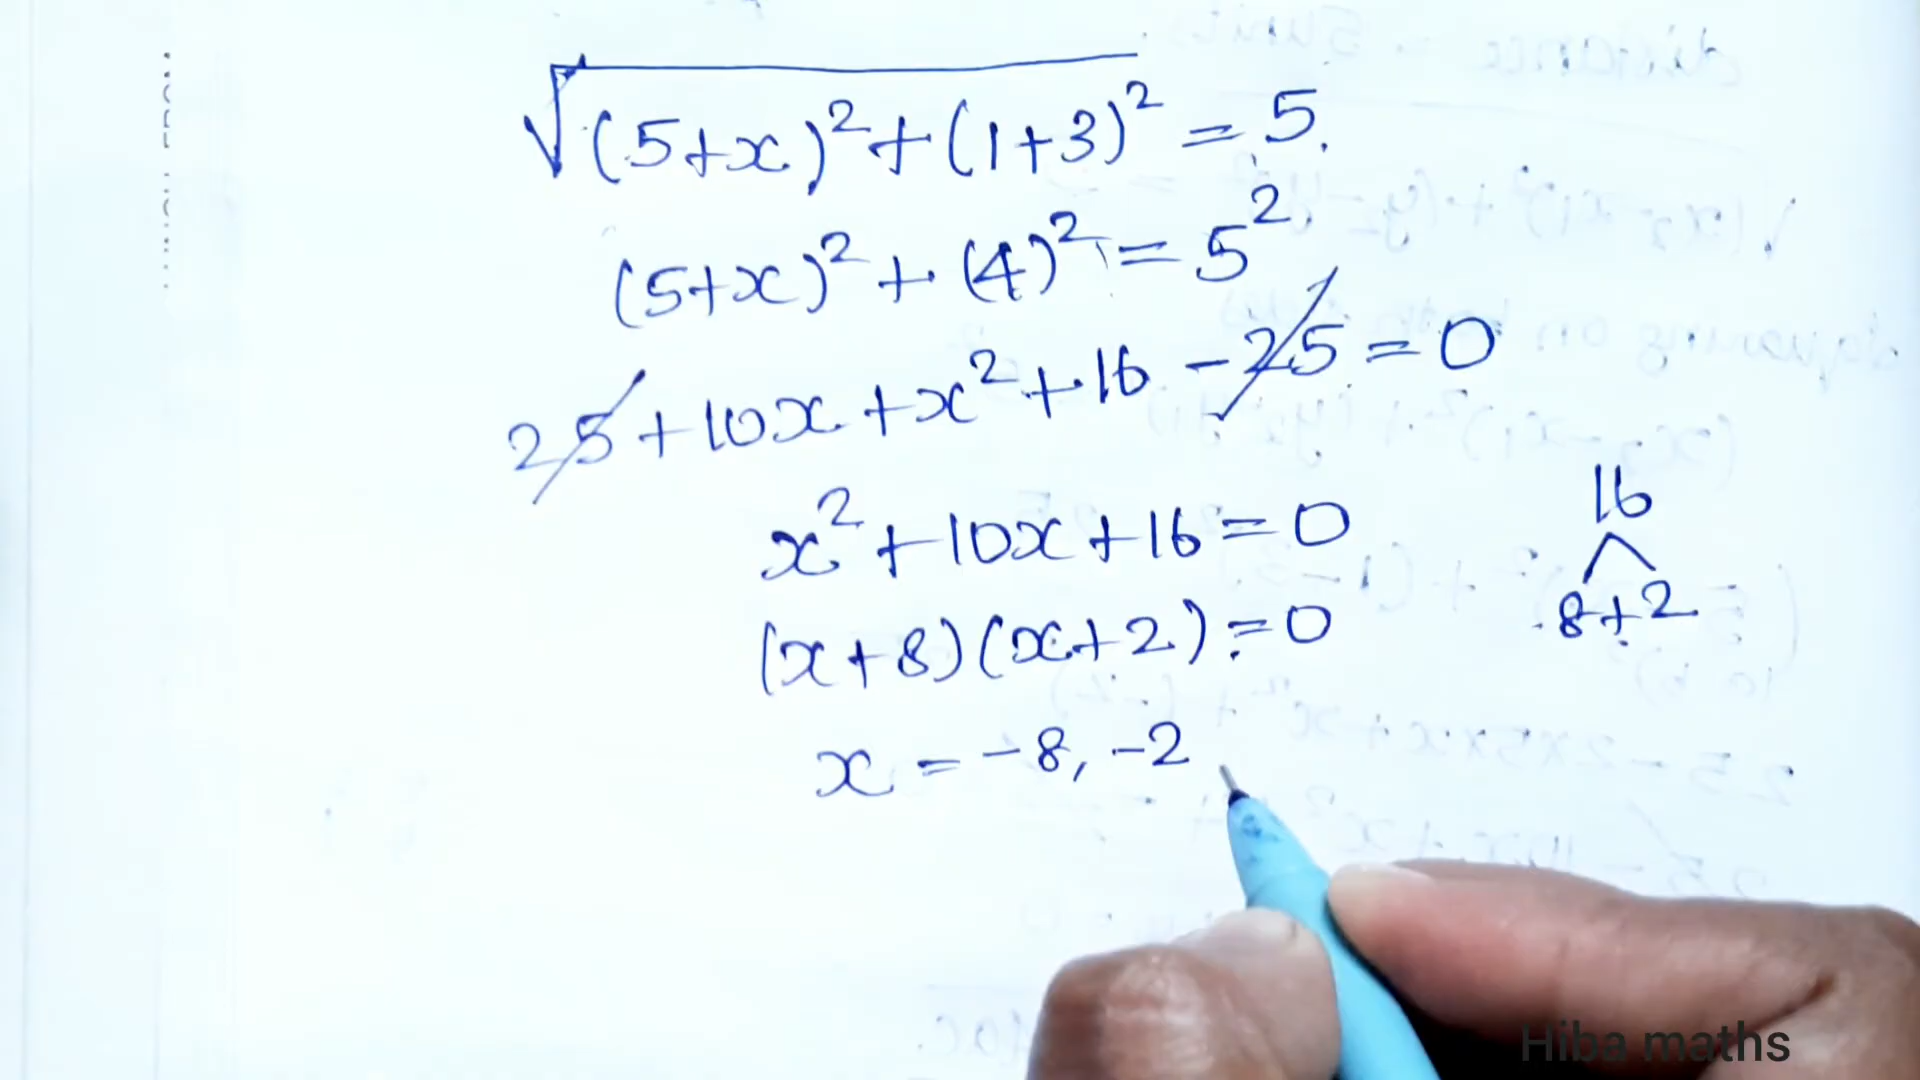 √(5+x)²+(1+3)² = 5.
(5+x)² + (4)² = 5²
25+10x+x²+16-25=0
x²+10x+16=0
16
8+2
(x+8)(x+2)=0
x = -8, -2
Hiba maths